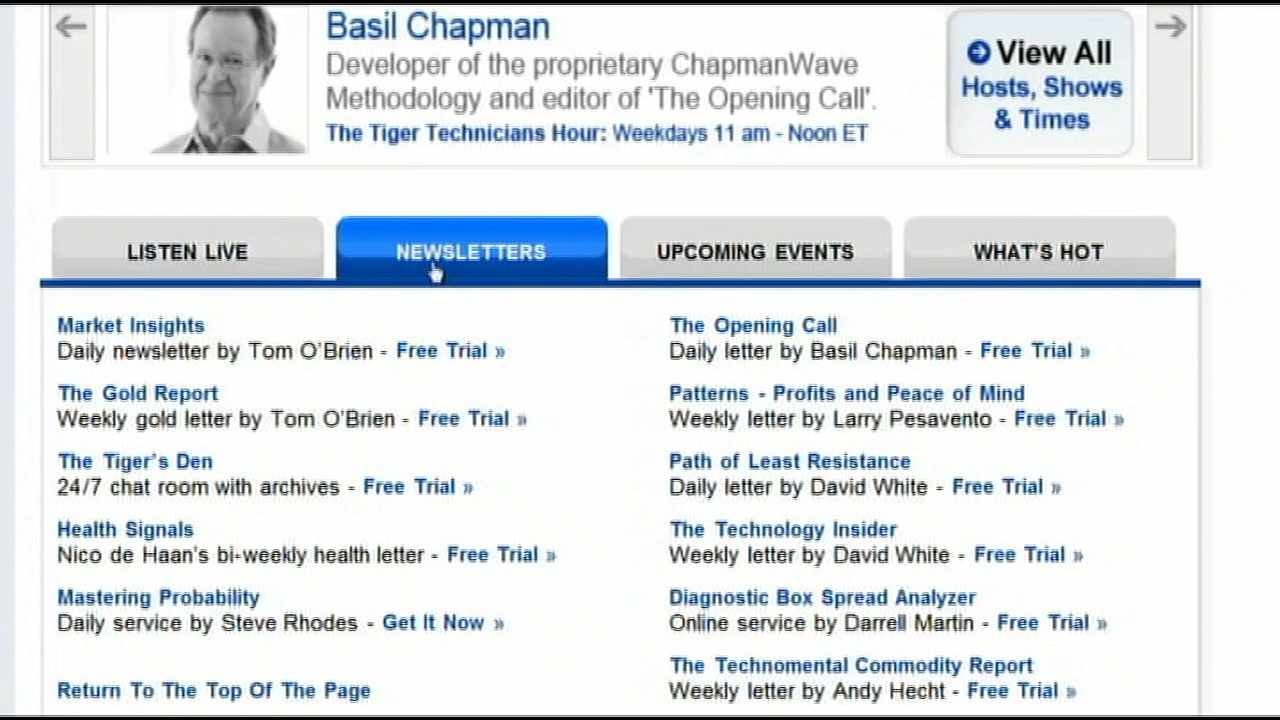 Basil Chapman
Developer of the proprietary ChapmanWave
Methodology and editor of 'The Opening Call'.
The Tiger Technicians Hour: Weekdays 11 am - Noon ET
View All
Hosts, Shows
& Times
LISTEN LIVE
NEWSLETTERS
UPCOMING EVENTS
WHAT'S HOT
Market Insights
Daily newsletter by Tom O'Brien - Free Trial »
The Gold Report
Weekly gold letter by Tom O'Brien - Free Trial »
The Tiger's Den
24/7 chat room with archives - Free Trial »
Health Signals
Nico de Haan's bi-weekly health letter - Free Trial »
Mastering Probability
Daily service by Steve Rhodes - Get It Now »
Return To The Top Of The Page
The Opening Call
Daily letter by Basil Chapman - Free Trial »
Patterns - Profits and Peace of Mind
Weekly letter by Larry Pesavento - Free Trial »
Path of Least Resistance
Daily letter by David White - Free Trial »
The Technology Insider
Weekly letter by David White - Free Trial »
Diagnostic Box Spread Analyzer
Online service by Darrell Martin - Free Trial »
The Technomental Commodity Report
Weekly letter by Andy Hecht - Free Trial »